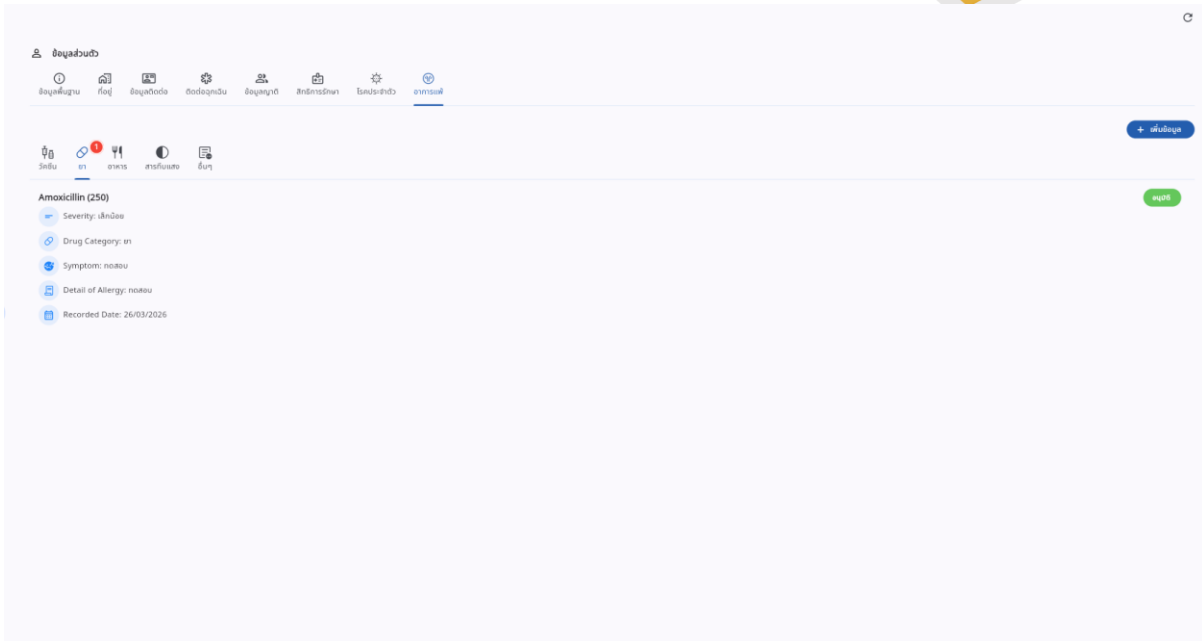 ข้อมูลส่วนตัว
ข้อมูลพื้นฐาน ที่อยู่ ข้อมูลติดต่อ ติดต่อฉุกเฉิน ข้อมูลญาติ สิทธิการรักษา โรคประจำตัว อาการแพ้
+ เพิ่มข้อมูล
1
วัคซีน ยา อาหาร สารทึบแสง อื่นๆ
Amoxicillin (250) อนุมัติ
Severity: เล็กน้อย
Drug Category: ยา
Symptom: ทดสอบ
Detail of Allergy: ทดสอบ
Recorded Date: 26/03/2026